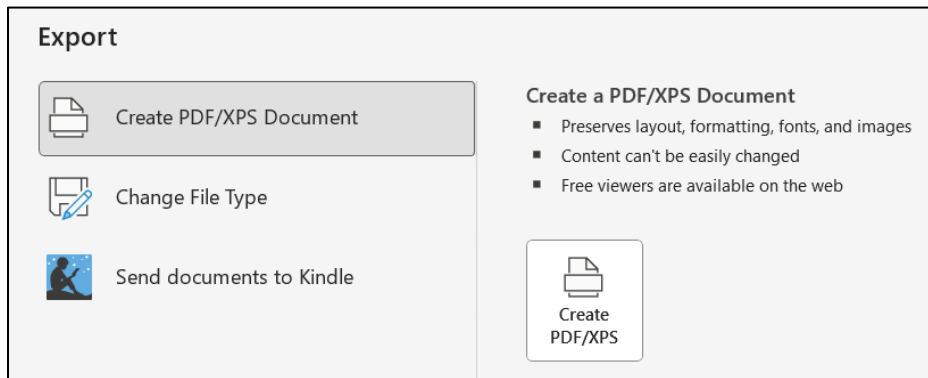 Export
Create PDF/XPS Document
Change File Type
Send documents to Kindle
Create a PDF/XPS Document
Preserves layout, formatting, fonts, and images
Content can't be easily changed
Free viewers are available on the web
Create
PDF/XPS